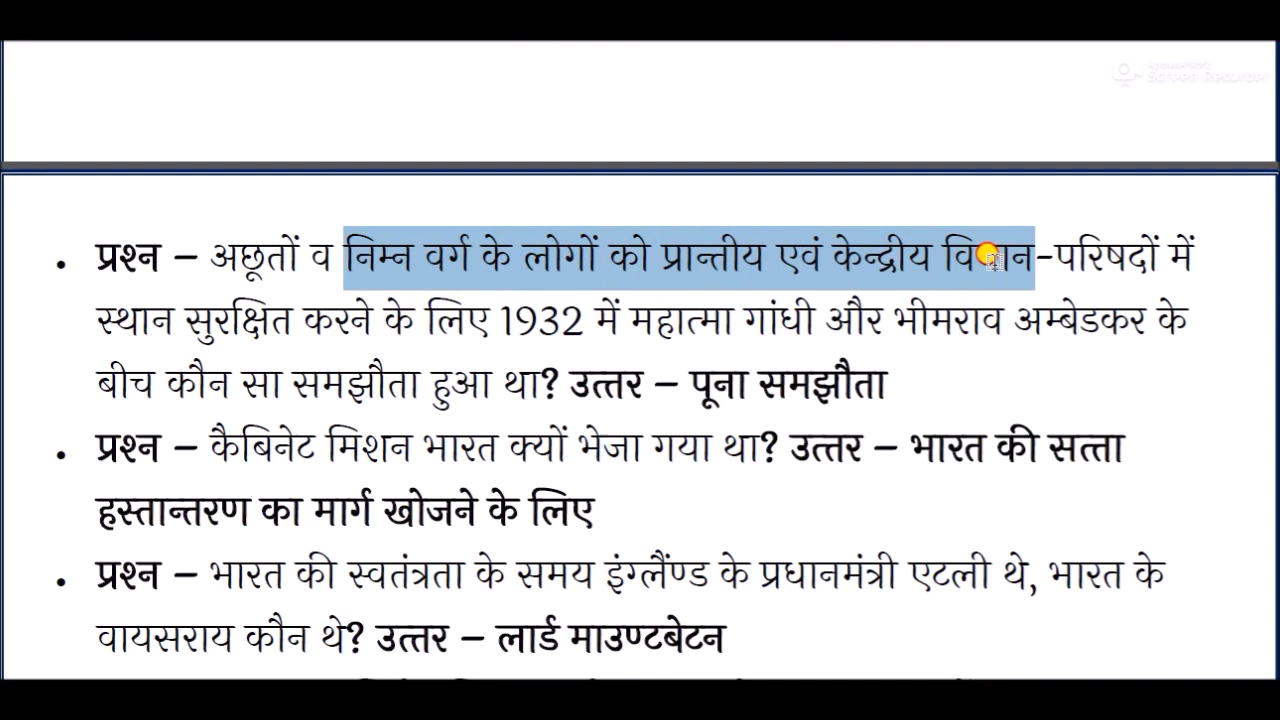 • प्रश्न – अछूतों व निम्न वर्ग के लोगों को प्रान्तीय एवं केन्द्रीय -परिषदों में
स्थान सुरक्षित करने के लिए 1932 में महात्मा गांधी और भीमराव अम्बेडकर के
बीच कौन सा समझौता हुआ था? उत्तर – पूना समझौता
• प्रश्न – कैबिनेट मिशन भारत क्यों भेजा गया था? उत्तर – भारत की सत्ता
हस्तान्तरण का मार्ग खोजने के लिए
• प्रश्न – भारत की स्वतंत्रता के समय इंग्लैंण्ड के प्रधानमंत्री एटली थे, भारत के
वायसराय कौन थे? उत्तर – लार्ड माउण्टबेटन
Screen Recorder